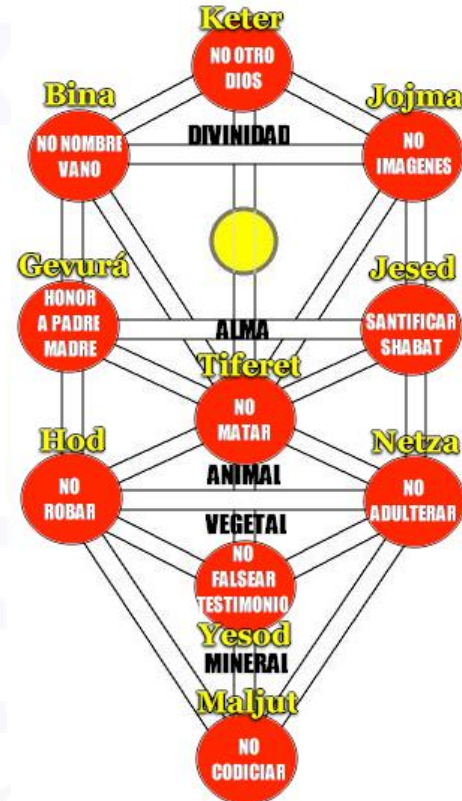 Keter
NO OTRO
DIOS
Bina
Jojma
DIVINIDAD
NO NOMBRE
VANO
NO
IMAGENES
Gevurá
Jesed
HONOR
A PADRE
MADRE
ALMA
SANTIFICAR
SHABAT
Tiferet
NO
MATAR
Hod
Netza
ANIMAL
NO
ROBAR
NO
ADULTERAR
VEGETAL
NO
FALSEAR
TESTIMONIO
Yesod
MINERAL
Maljut
NO
CODICIAR